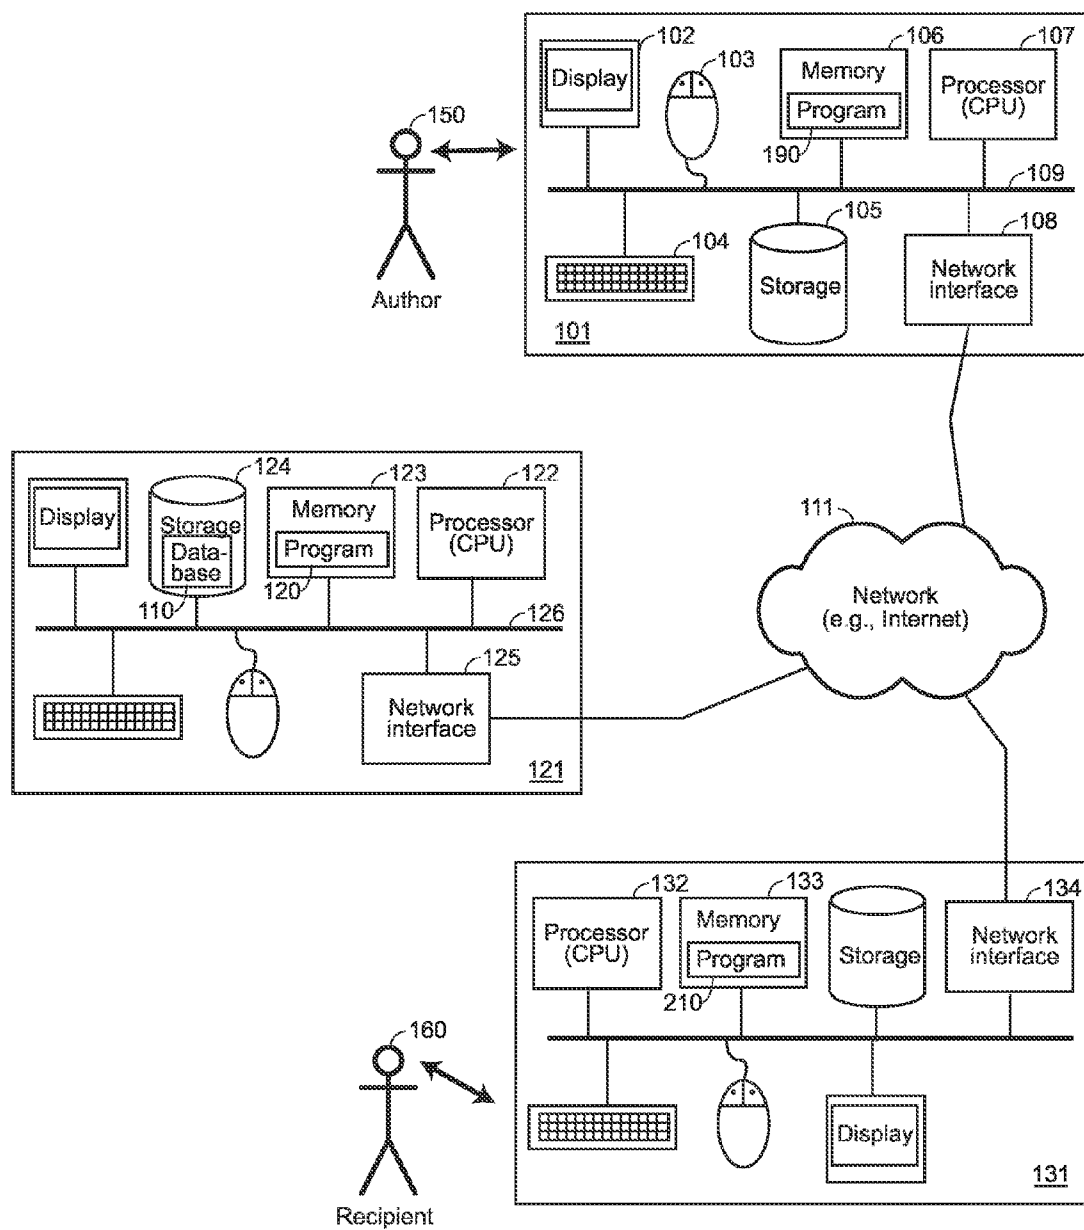 102
Display
103
106
Memory
Program
190
107
Processor
(CPU)
109
150
Author
104
105
Storage
108
Network
interface
101
124
Display
Storage
Data-
base
110
123
Memory
Program
120
122
Processor
(CPU)
126
125
Network
interface
121
111
Network
(e.g., Internet)
132
Processor
(CPU)
133
Memory
Program
210
Storage
134
Network
interface
160
Recipient
Display
131